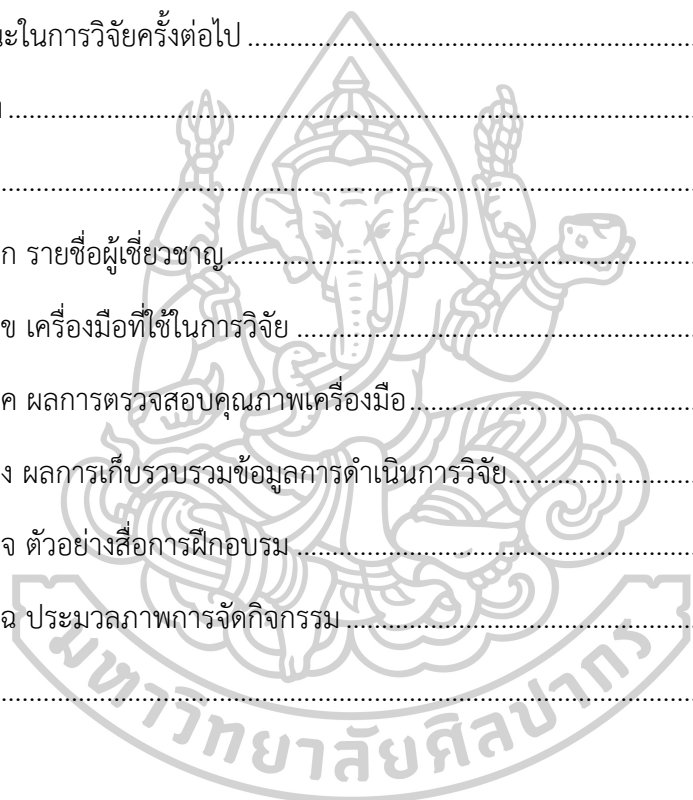 ะในการวิจัยครั้งต่อไป ........................................................................
........................................................................................................
........................................................................................................
ก รายชื่อผู้เชี่ยวชาญ........................................................................
ข เครื่องมือที่ใช้ในการวิจัย ..............................................................
ค ผลการตรวจสอบคุณภาพเครื่องมือ.............................................
ง ผลการเก็บรวบรวมข้อมูลการดำเนินการวิจัย............................
จ ตัวอย่างสื่อการฝึกอบรม ..............................................................
ฉ ประมวลภาพการจัดกิจกรรม .......................................................
........................................................................................................
มหาวิทยาลัยศิลปากร